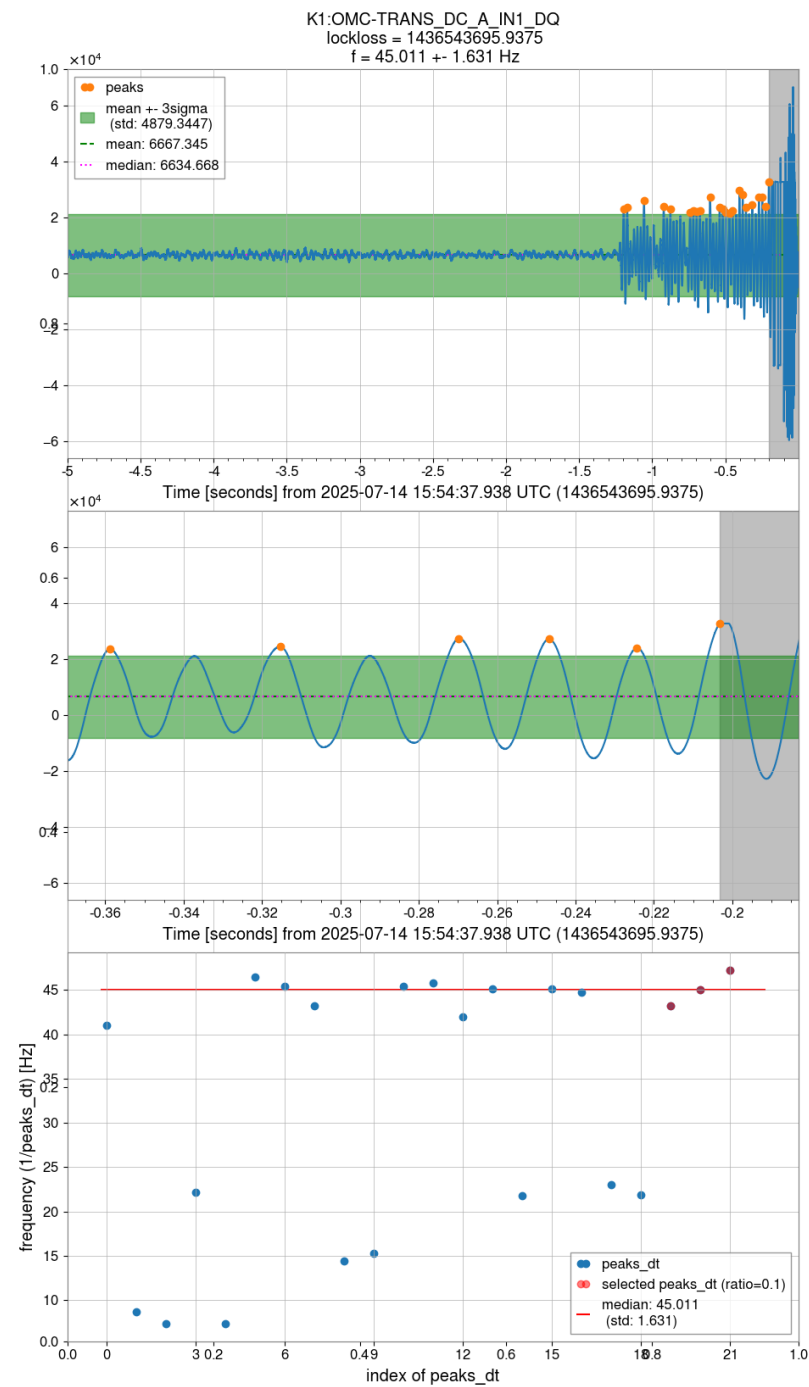 K1:OMC-TRANS_DC_A_IN1_DQ
lockloss = 1436543695.9375
f = 45.011 +- 1.631 Hz
×10⁴
1.0
peaks
mean +- 3sigma
(std: 4879.3447)
mean: 6667.345
median: 6634.668
6
4
2
0
0.8
−2
−4
−6
-5 -4.5 -4 -3.5 -3 -2.5 -2 -1.5 -1 -0.5
Time [seconds] from 2025-07-14 15:54:37.938 UTC (1436543695.9375)
×10⁴
6
0.6
4
2
0
−2
−4
0.4
−6
-0.36 -0.34 -0.32 -0.3 -0.28 -0.26 -0.24 -0.22 -0.2
Time [seconds] from 2025-07-14 15:54:37.938 UTC (1436543695.9375)
frequency (1/peaks_dt) [Hz]
45
40
35
0.2
30
25
20
15
10
0.0
peaks_dt
selected peaks_dt (ratio=0.1)
median: 45.011
(std: 1.631)
0.0 0 3 0.2 6 0.4 9 12 0.6 15 18 0.8 21 1.0
index of peaks_dt